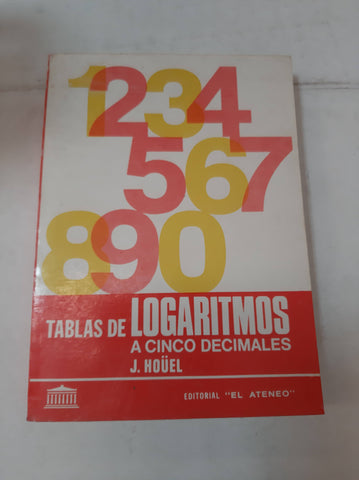 1234
567
890
TABLAS DE LOGARITMOS
A CINCO DECIMALES
J. HOÜEL
EDITORIAL "EL ATENEO"